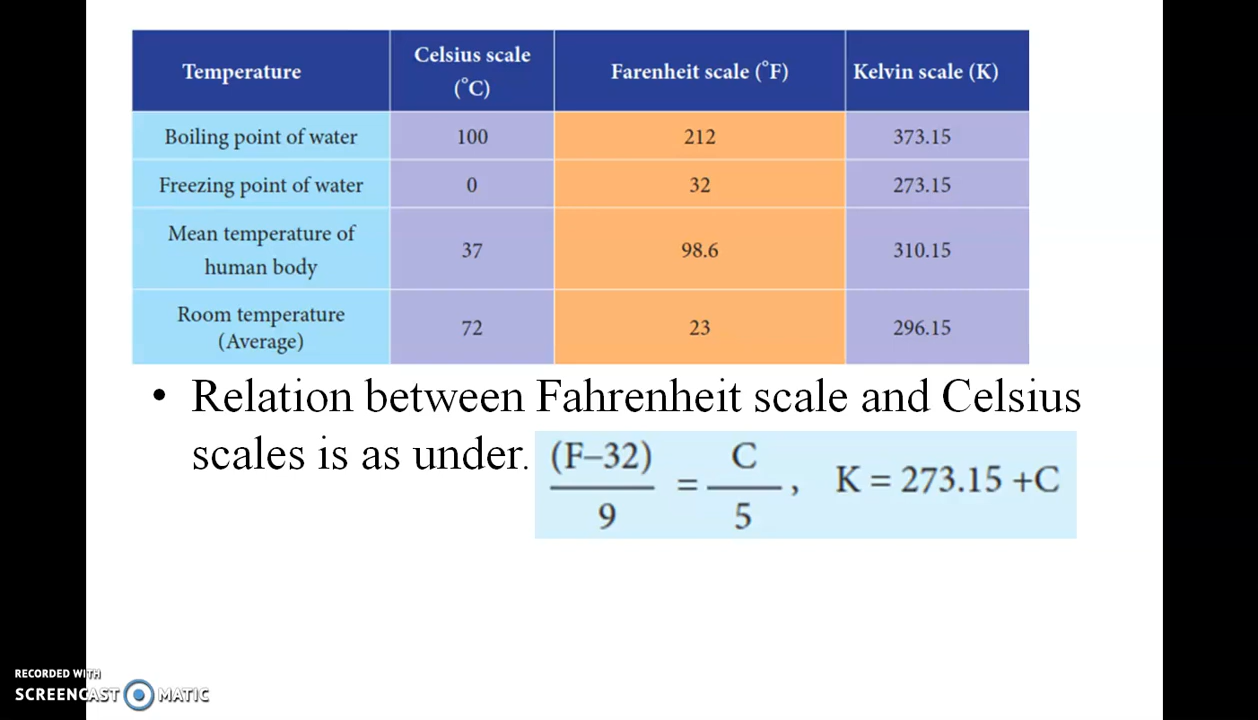 Temperature Celsius scale (°C) Farenheit scale (°F) Kelvin scale (K)
Boiling point of water 100 212 373.15
Freezing point of water 0 32 273.15
Mean temperature of human body 37 98.6 310.15
Room temperature (Average) 72 23 296.15
• Relation between Fahrenheit scale and Celsius
scales is as under. (F–32)/9 = C/5 , K = 273.15 +C
RECORDED WITH
SCREENCAST MATIC